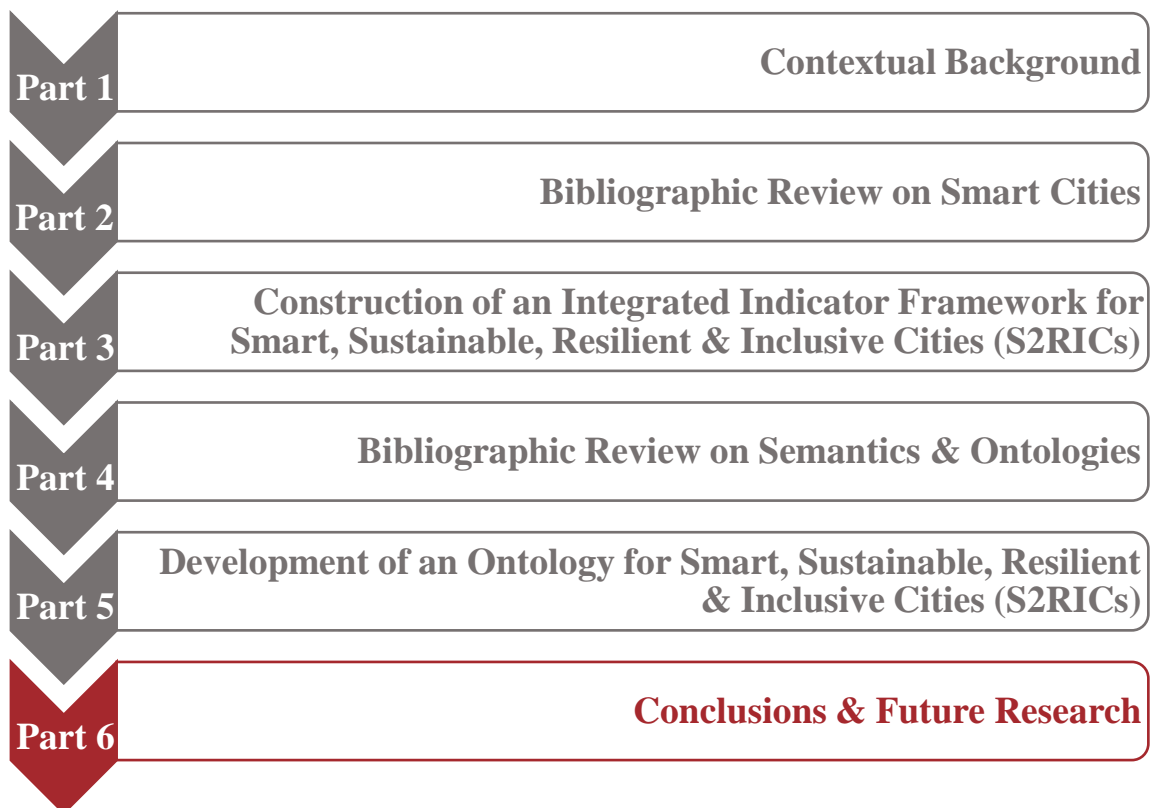 Part 1
Contextual Background
Part 2
Bibliographic Review on Smart Cities
Part 3
Construction of an Integrated Indicator Framework for
Smart, Sustainable, Resilient & Inclusive Cities (S2RICs)
Part 4
Bibliographic Review on Semantics & Ontologies
Part 5
Development of an Ontology for Smart, Sustainable, Resilient
& Inclusive Cities (S2RICs)
Part 6
Conclusions & Future Research